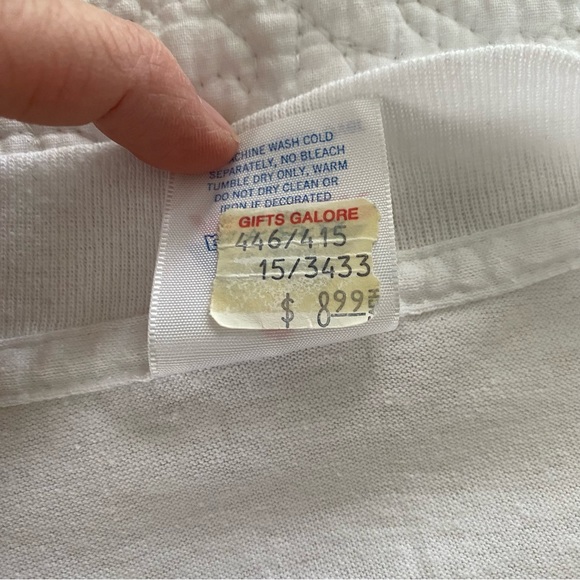 MACHINE WASH COLD
SEPARATELY, NO BLEACH
TUMBLE DRY ONLY, WARM
DO NOT DRY CLEAN OR
IRON IF DECORATED
GIFTS GALORE
446/415
15/3433
$ 8.99